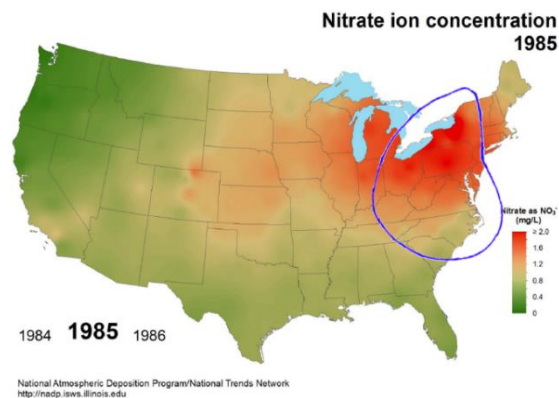 Nitrate ion concentration
1985
Nitrate as NO₃⁻
(mg/L)
≥ 2.0
1.6
1.2
0.8
0.4
0
1984 1985 1986
National Atmospheric Deposition Program/National Trends Network
http://nadp.isws.illinois.edu